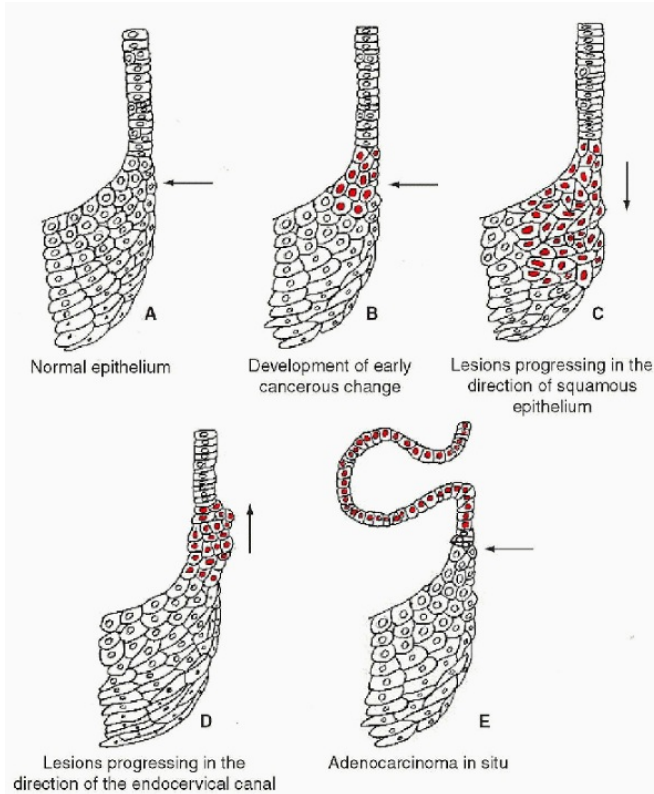 A
Normal epithelium
B
Development of early
cancerous change
C
Lesions progressing in the
direction of squamous
epithelium
D
Lesions progressing in the
direction of the endocervical canal
E
Adenocarcinoma in situ